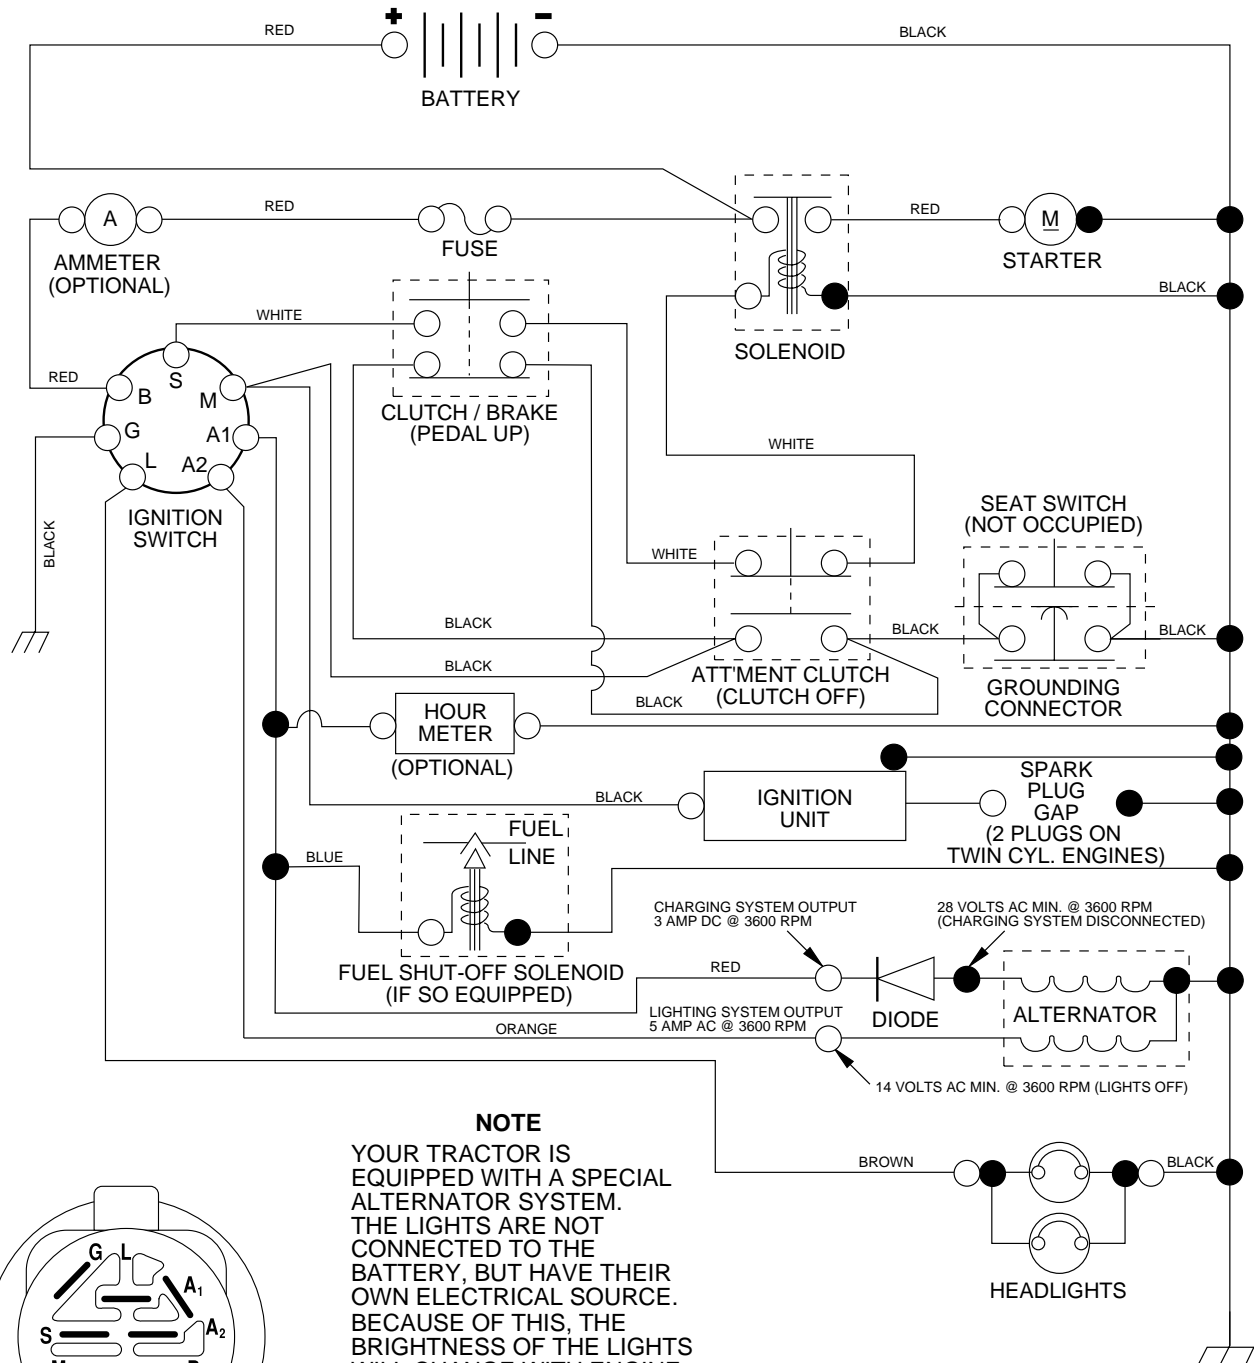 + -
RED
BLACK
BATTERY
RED
A
AMMETER
(OPTIONAL)
FUSE
RED
M
STARTER
BLACK
SOLENOID
WHITE
RED
S
B
M
G
A1
L
A2
IGNITION
SWITCH
BLACK
CLUTCH / BRAKE
(PEDAL UP)
WHITE
SEAT SWITCH
(NOT OCCUPIED)
WHITE
BLACK
BLACK
BLACK
BLACK
ATT'MENT CLUTCH
(CLUTCH OFF)
BLACK
GROUNDING
CONNECTOR
HOUR
METER
(OPTIONAL)
BLACK
IGNITION
UNIT
SPARK
PLUG
GAP
(2 PLUGS ON
TWIN CYL. ENGINES)
FUEL
LINE
BLUE
FUEL SHUT-OFF SOLENOID
(IF SO EQUIPPED)
CHARGING SYSTEM OUTPUT
3 AMP DC @ 3600 RPM
28 VOLTS AC MIN. @ 3600 RPM
(CHARGING SYSTEM DISCONNECTED)
RED
DIODE
ALTERNATOR
LIGHTING SYSTEM OUTPUT
5 AMP AC @ 3600 RPM
ORANGE
14 VOLTS AC MIN. @ 3600 RPM (LIGHTS OFF)
BROWN
BLACK
HEADLIGHTS
NOTE
YOUR TRACTOR IS
EQUIPPED WITH A SPECIAL
ALTERNATOR SYSTEM.
THE LIGHTS ARE NOT
CONNECTED TO THE
BATTERY, BUT HAVE THEIR
OWN ELECTRICAL SOURCE.
BECAUSE OF THIS, THE
BRIGHTNESS OF THE LIGHTS
WILL CHANGE WITH ENGINE
G L
A1
A2
S
M
B